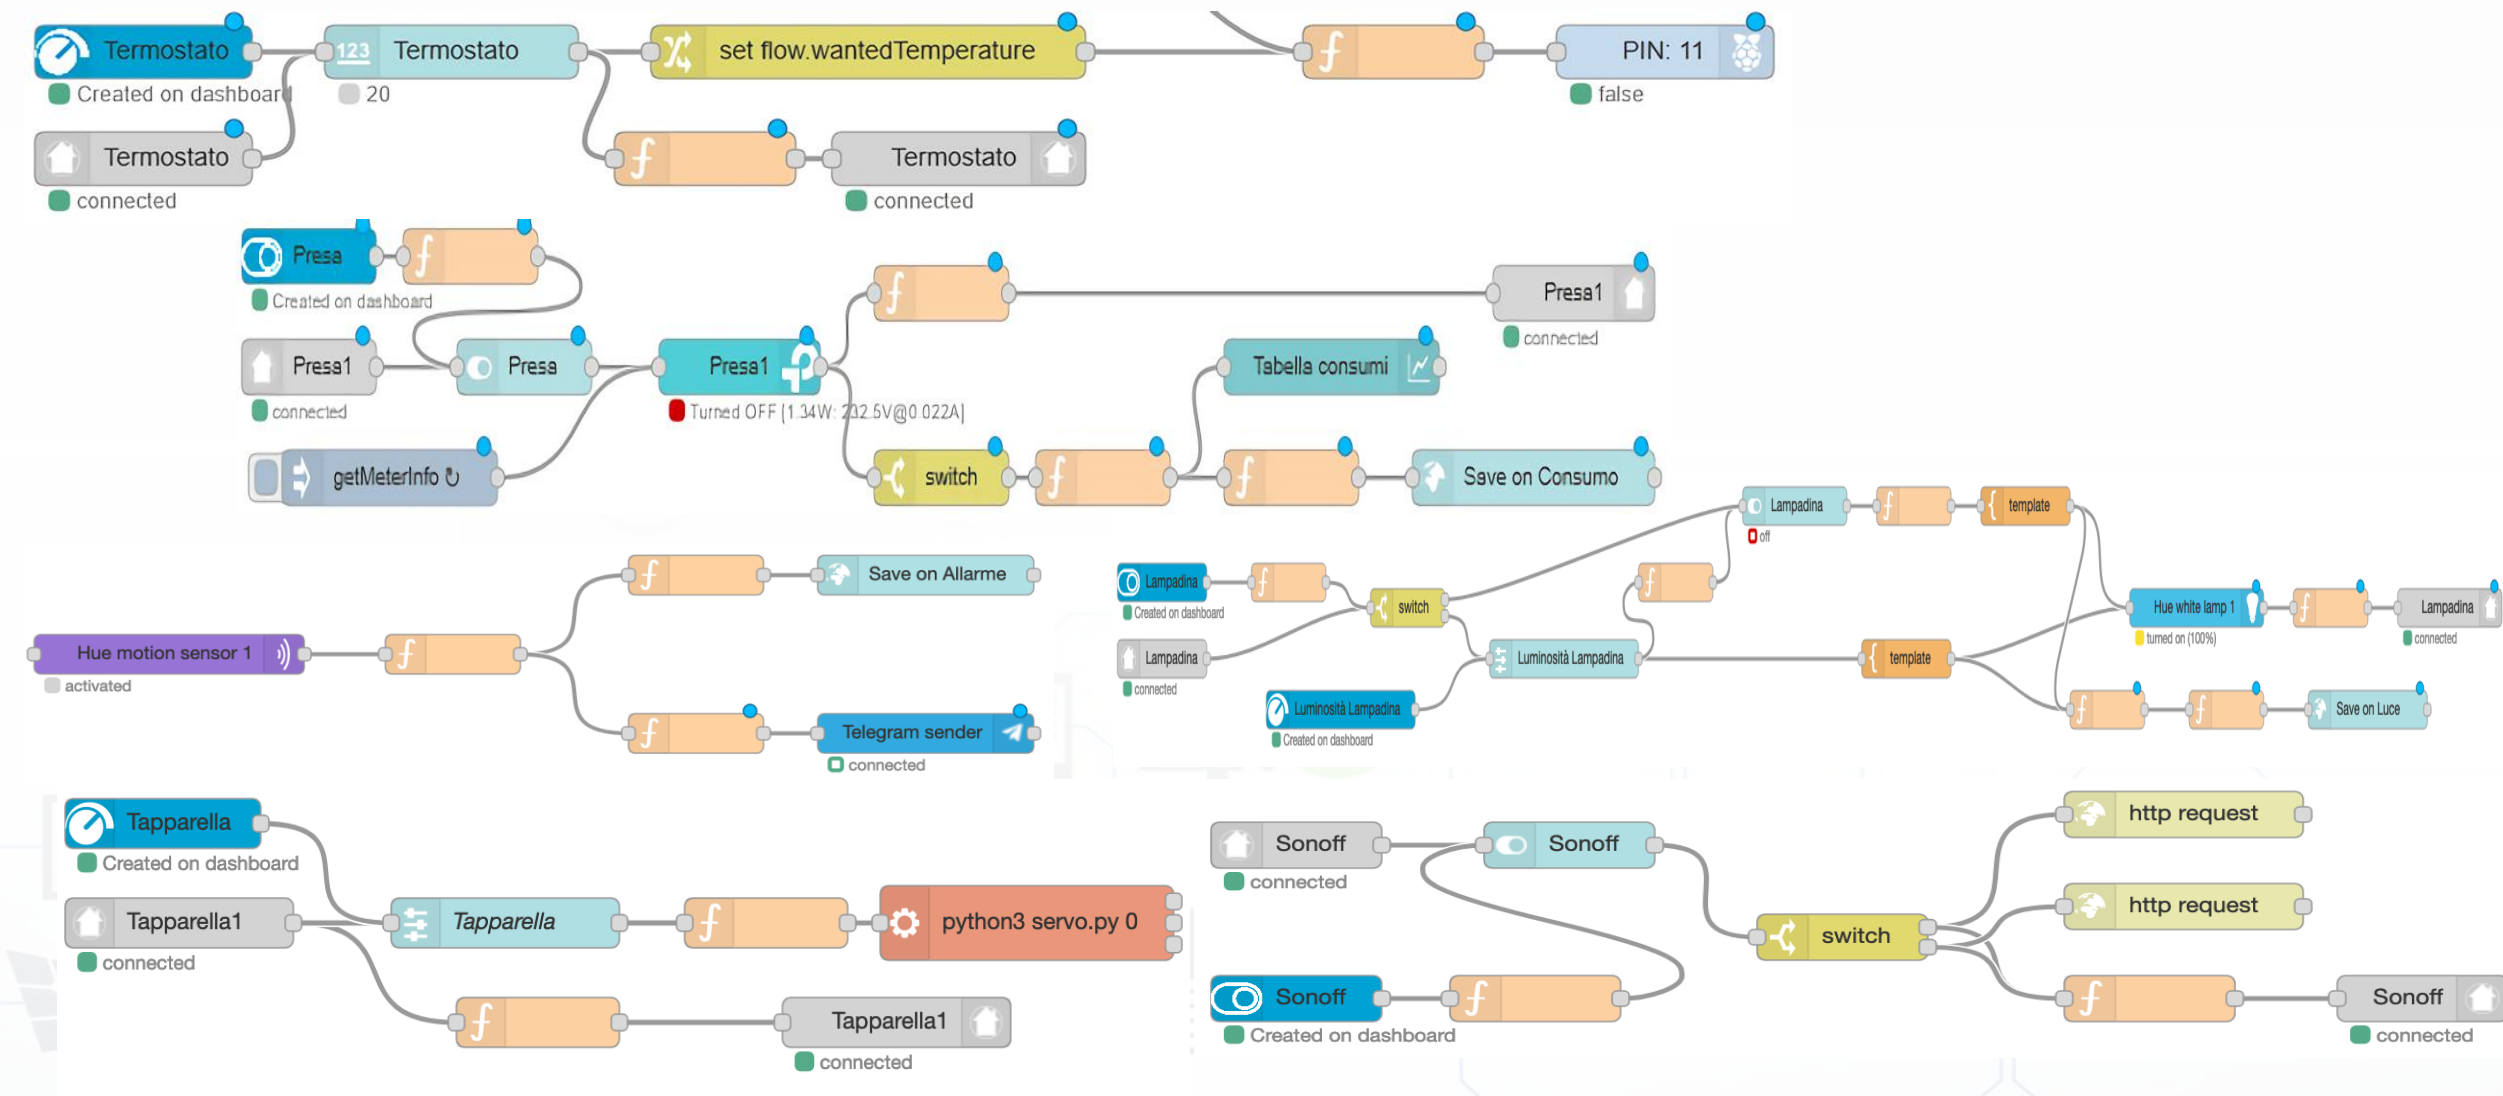 Termostato
123 Termostato
set flow.wantedTemperature
f
PIN: 11
Created on dashboard
20
false
Termostato
f
Termostato
connected
connected
Presa
f
Created on dashboard
f
Presa1
connected
Presa1
Presa
Presa1
Tabella consumi
connected
Turned OFF (1.34W: 232.5V@0.022A)
getMeterInfo ↻
switch
f
f
Save on Consumo
Lampadina
f
{ template
off
f
Save on Allarme
Lampadina
f
f
Created on dashboard
switch
Hue white lamp 1
f
Lampadina
turned on (100%)
connected
Hue motion sensor 1
f
activated
Lampadina
connected
Luminosità Lampadina
{ template
Luminosità Lampadina
Created on dashboard
f
f
Save on Luce
f
Telegram sender
connected
Tapparella
Created on dashboard
Tapparella1
connected
Tapparella
f
python3 servo.py 0
f
Tapparella1
connected
http request
Sonoff
connected
Sonoff
http request
switch
Sonoff
f
Created on dashboard
f
Sonoff
connected